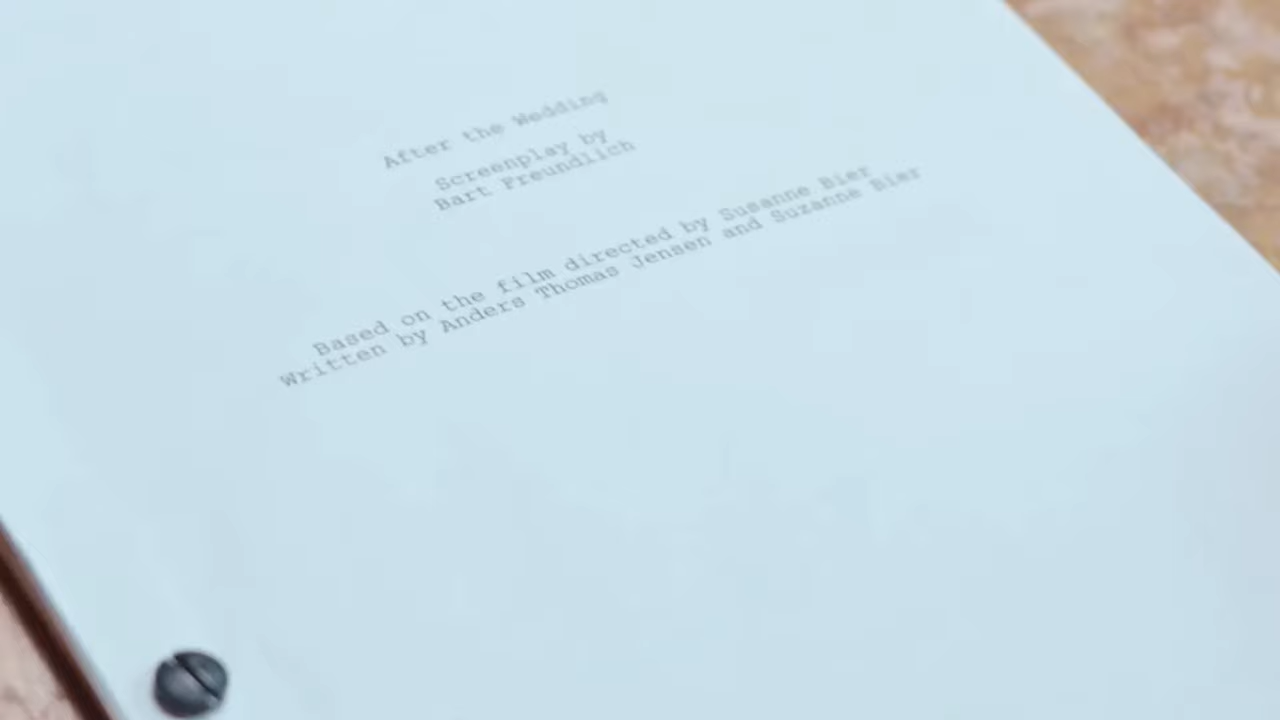 After the Wedding
Screenplay by
Bart Freundlich
Based on the film directed by Susanne Bier
Written by Anders Thomas Jensen and Suzanne Bier